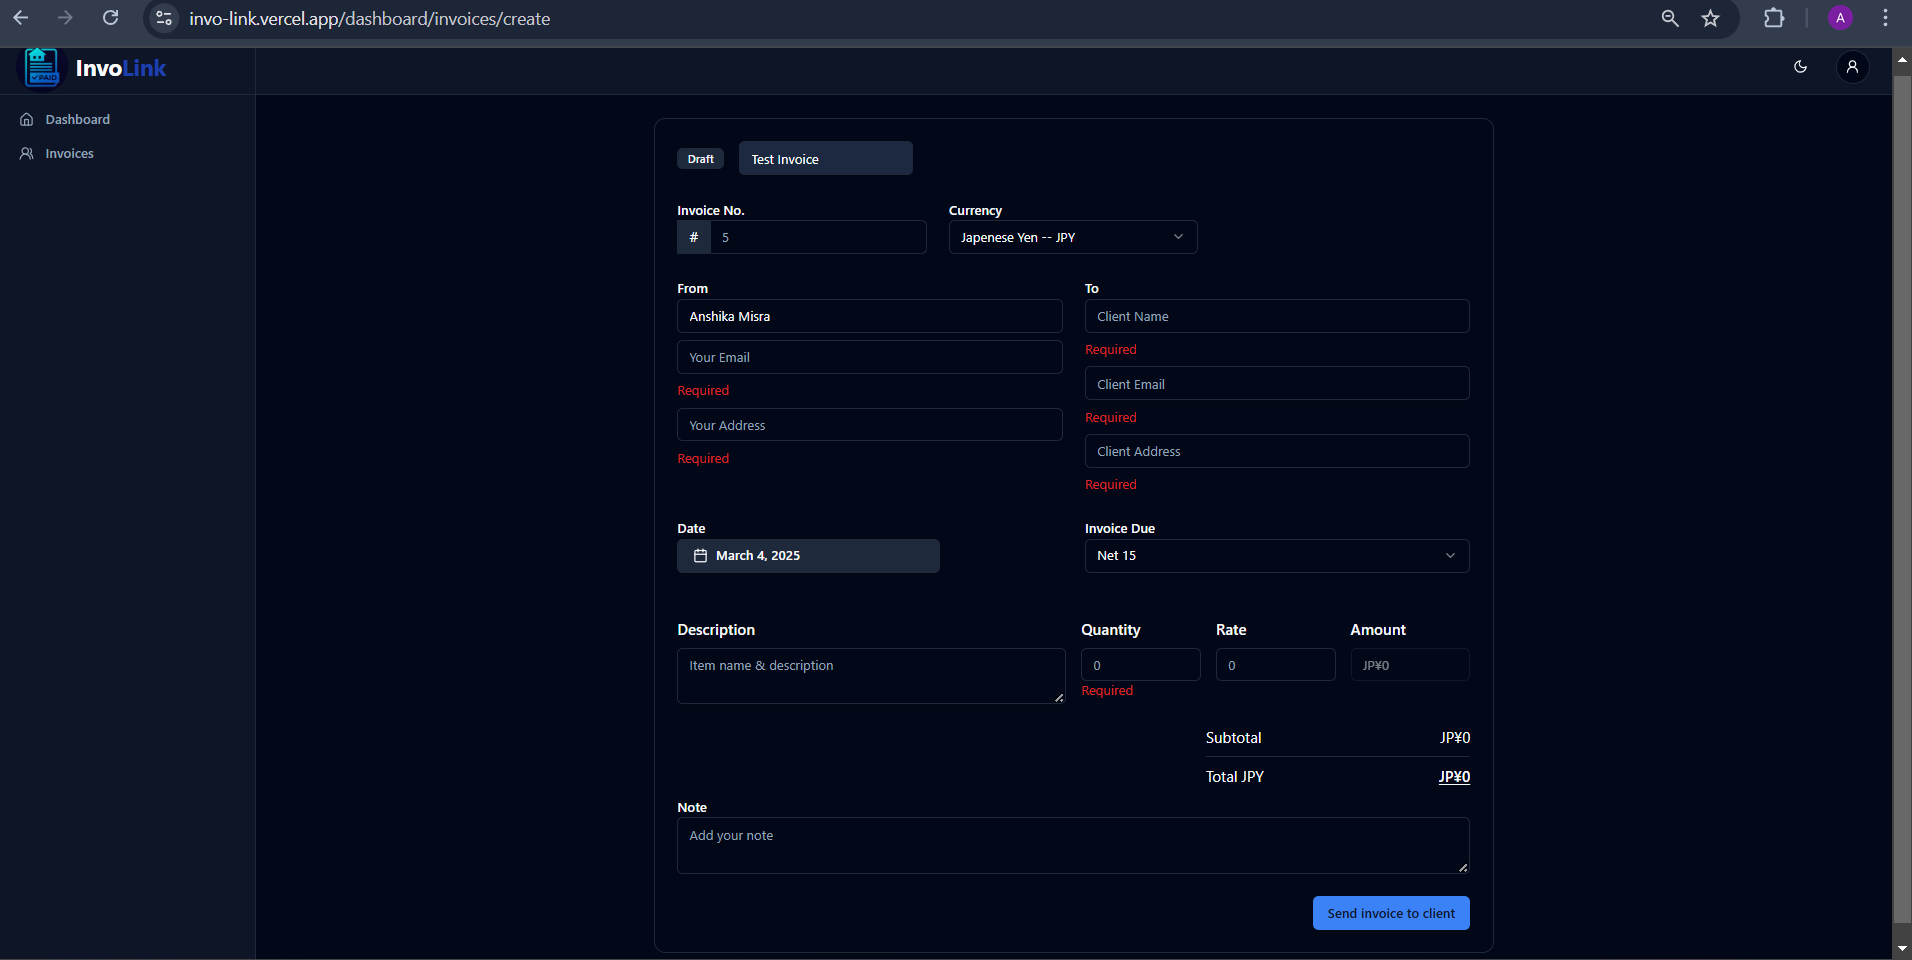 invo-link.vercel.app/dashboard/invoices/create
A
PAID
InvoLink
Dashboard
Invoices
Draft
Test Invoice
Invoice No.
Currency
#
5
Japenese Yen -- JPY
From
To
Anshika Misra
Client Name
Required
Your Email
Client Email
Required
Required
Your Address
Client Address
Required
Required
Date
Invoice Due
March 4, 2025
Net 15
Description
Quantity
Rate
Amount
Item name & description
0
0
JP¥0
Required
Subtotal
JP¥0
Total JPY
JP¥0
Note
Add your note
Send invoice to client